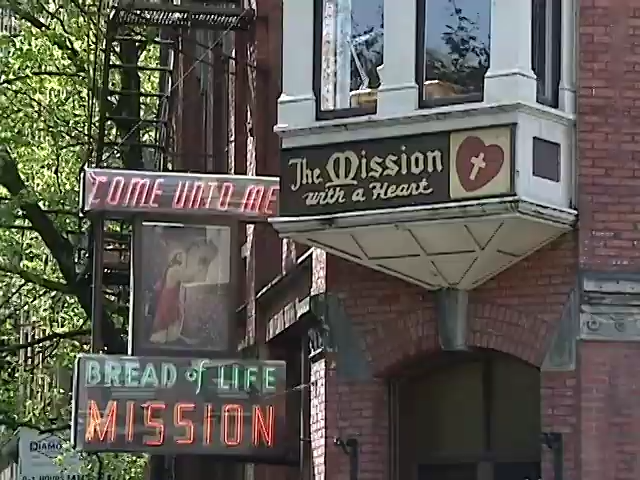 The Mission
with a Heart
COME UNTO ME
BREAD of LIFE
MISSION